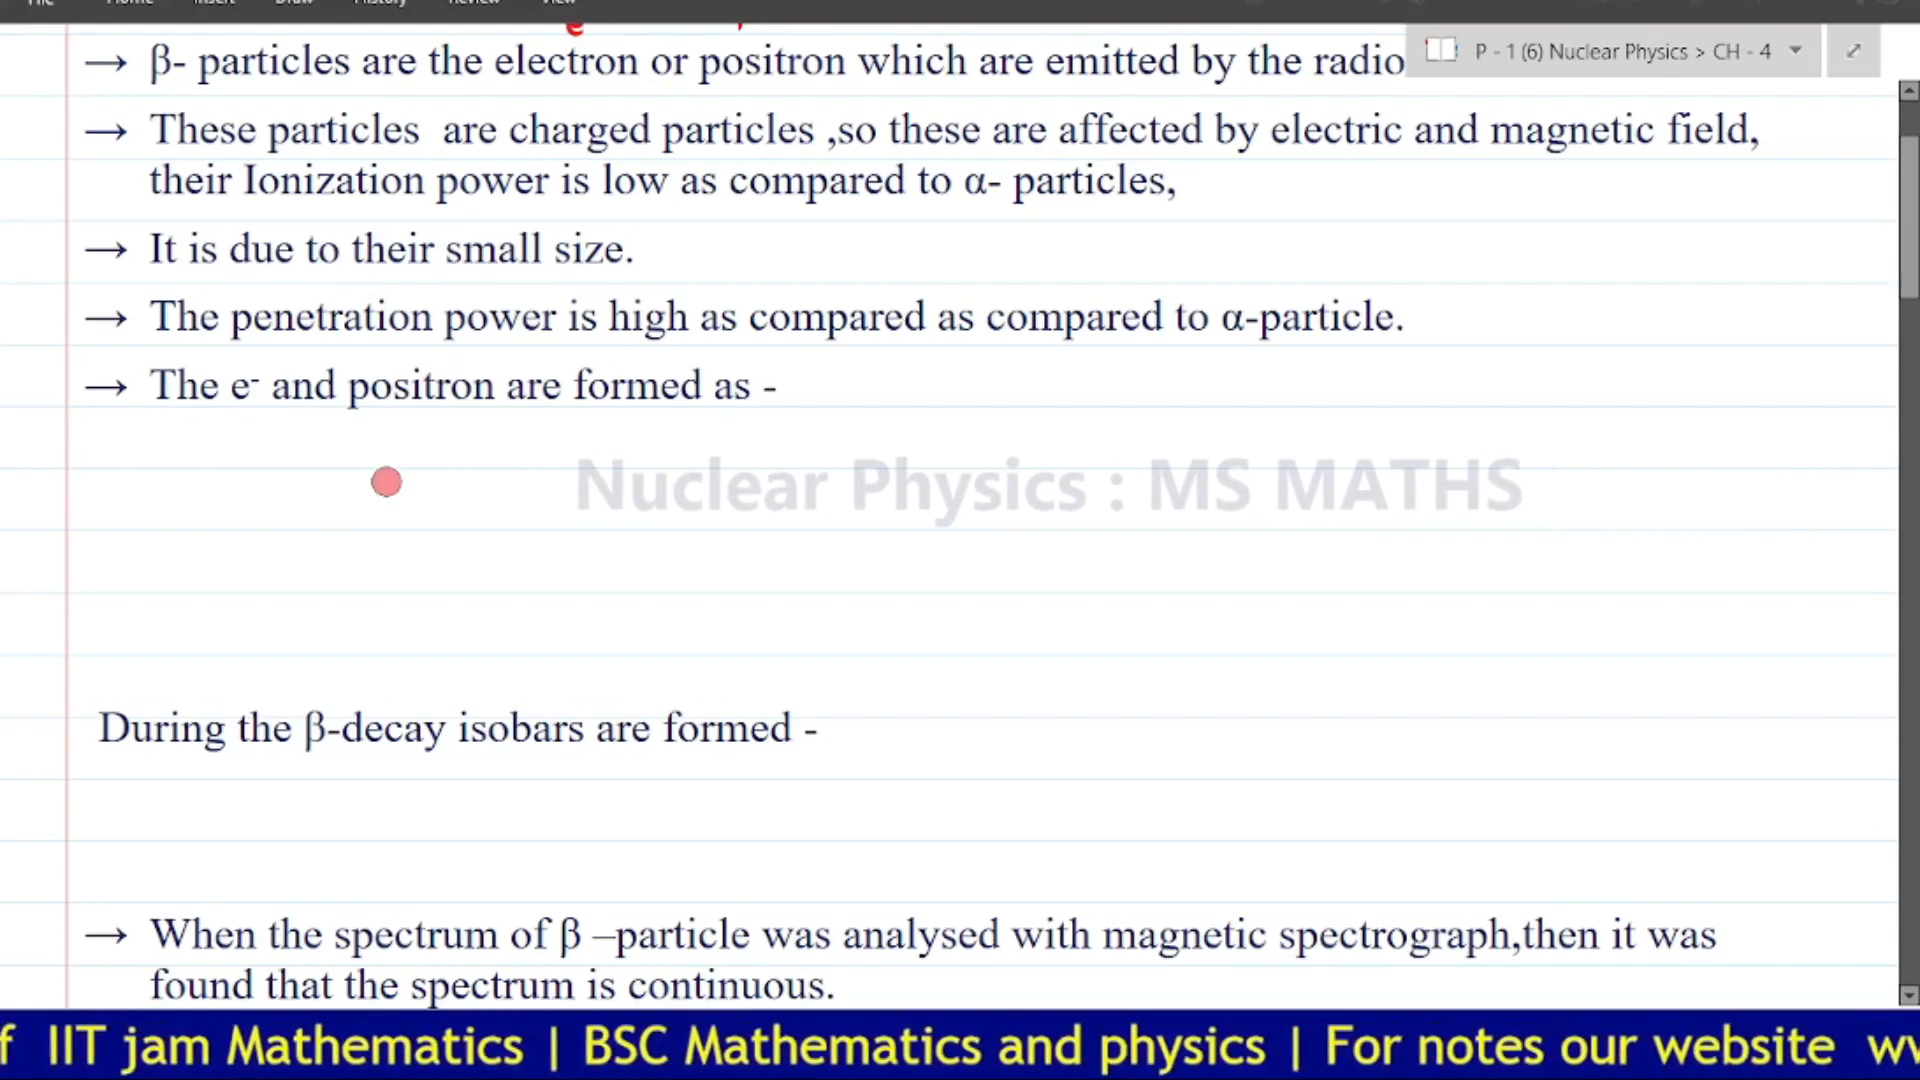 β- particles are the electron or positron which are emitted by the radio
P - 1 (6) Nuclear Physics > CH - 4
→ These particles are charged particles ,so these are affected by electric and magnetic field,
their Ionization power is low as compared to α- particles,
→ It is due to their small size.
→ The penetration power is high as compared as compared to α-particle.
→ The e⁻ and positron are formed as -
Nuclear Physics : MS MATHS
During the β-decay isobars are formed -
→ When the spectrum of β –particle was analysed with magnetic spectrograph,then it was
found that the spectrum is continuous.
f IIT jam Mathematics | BSC Mathematics and physics | For notes our website